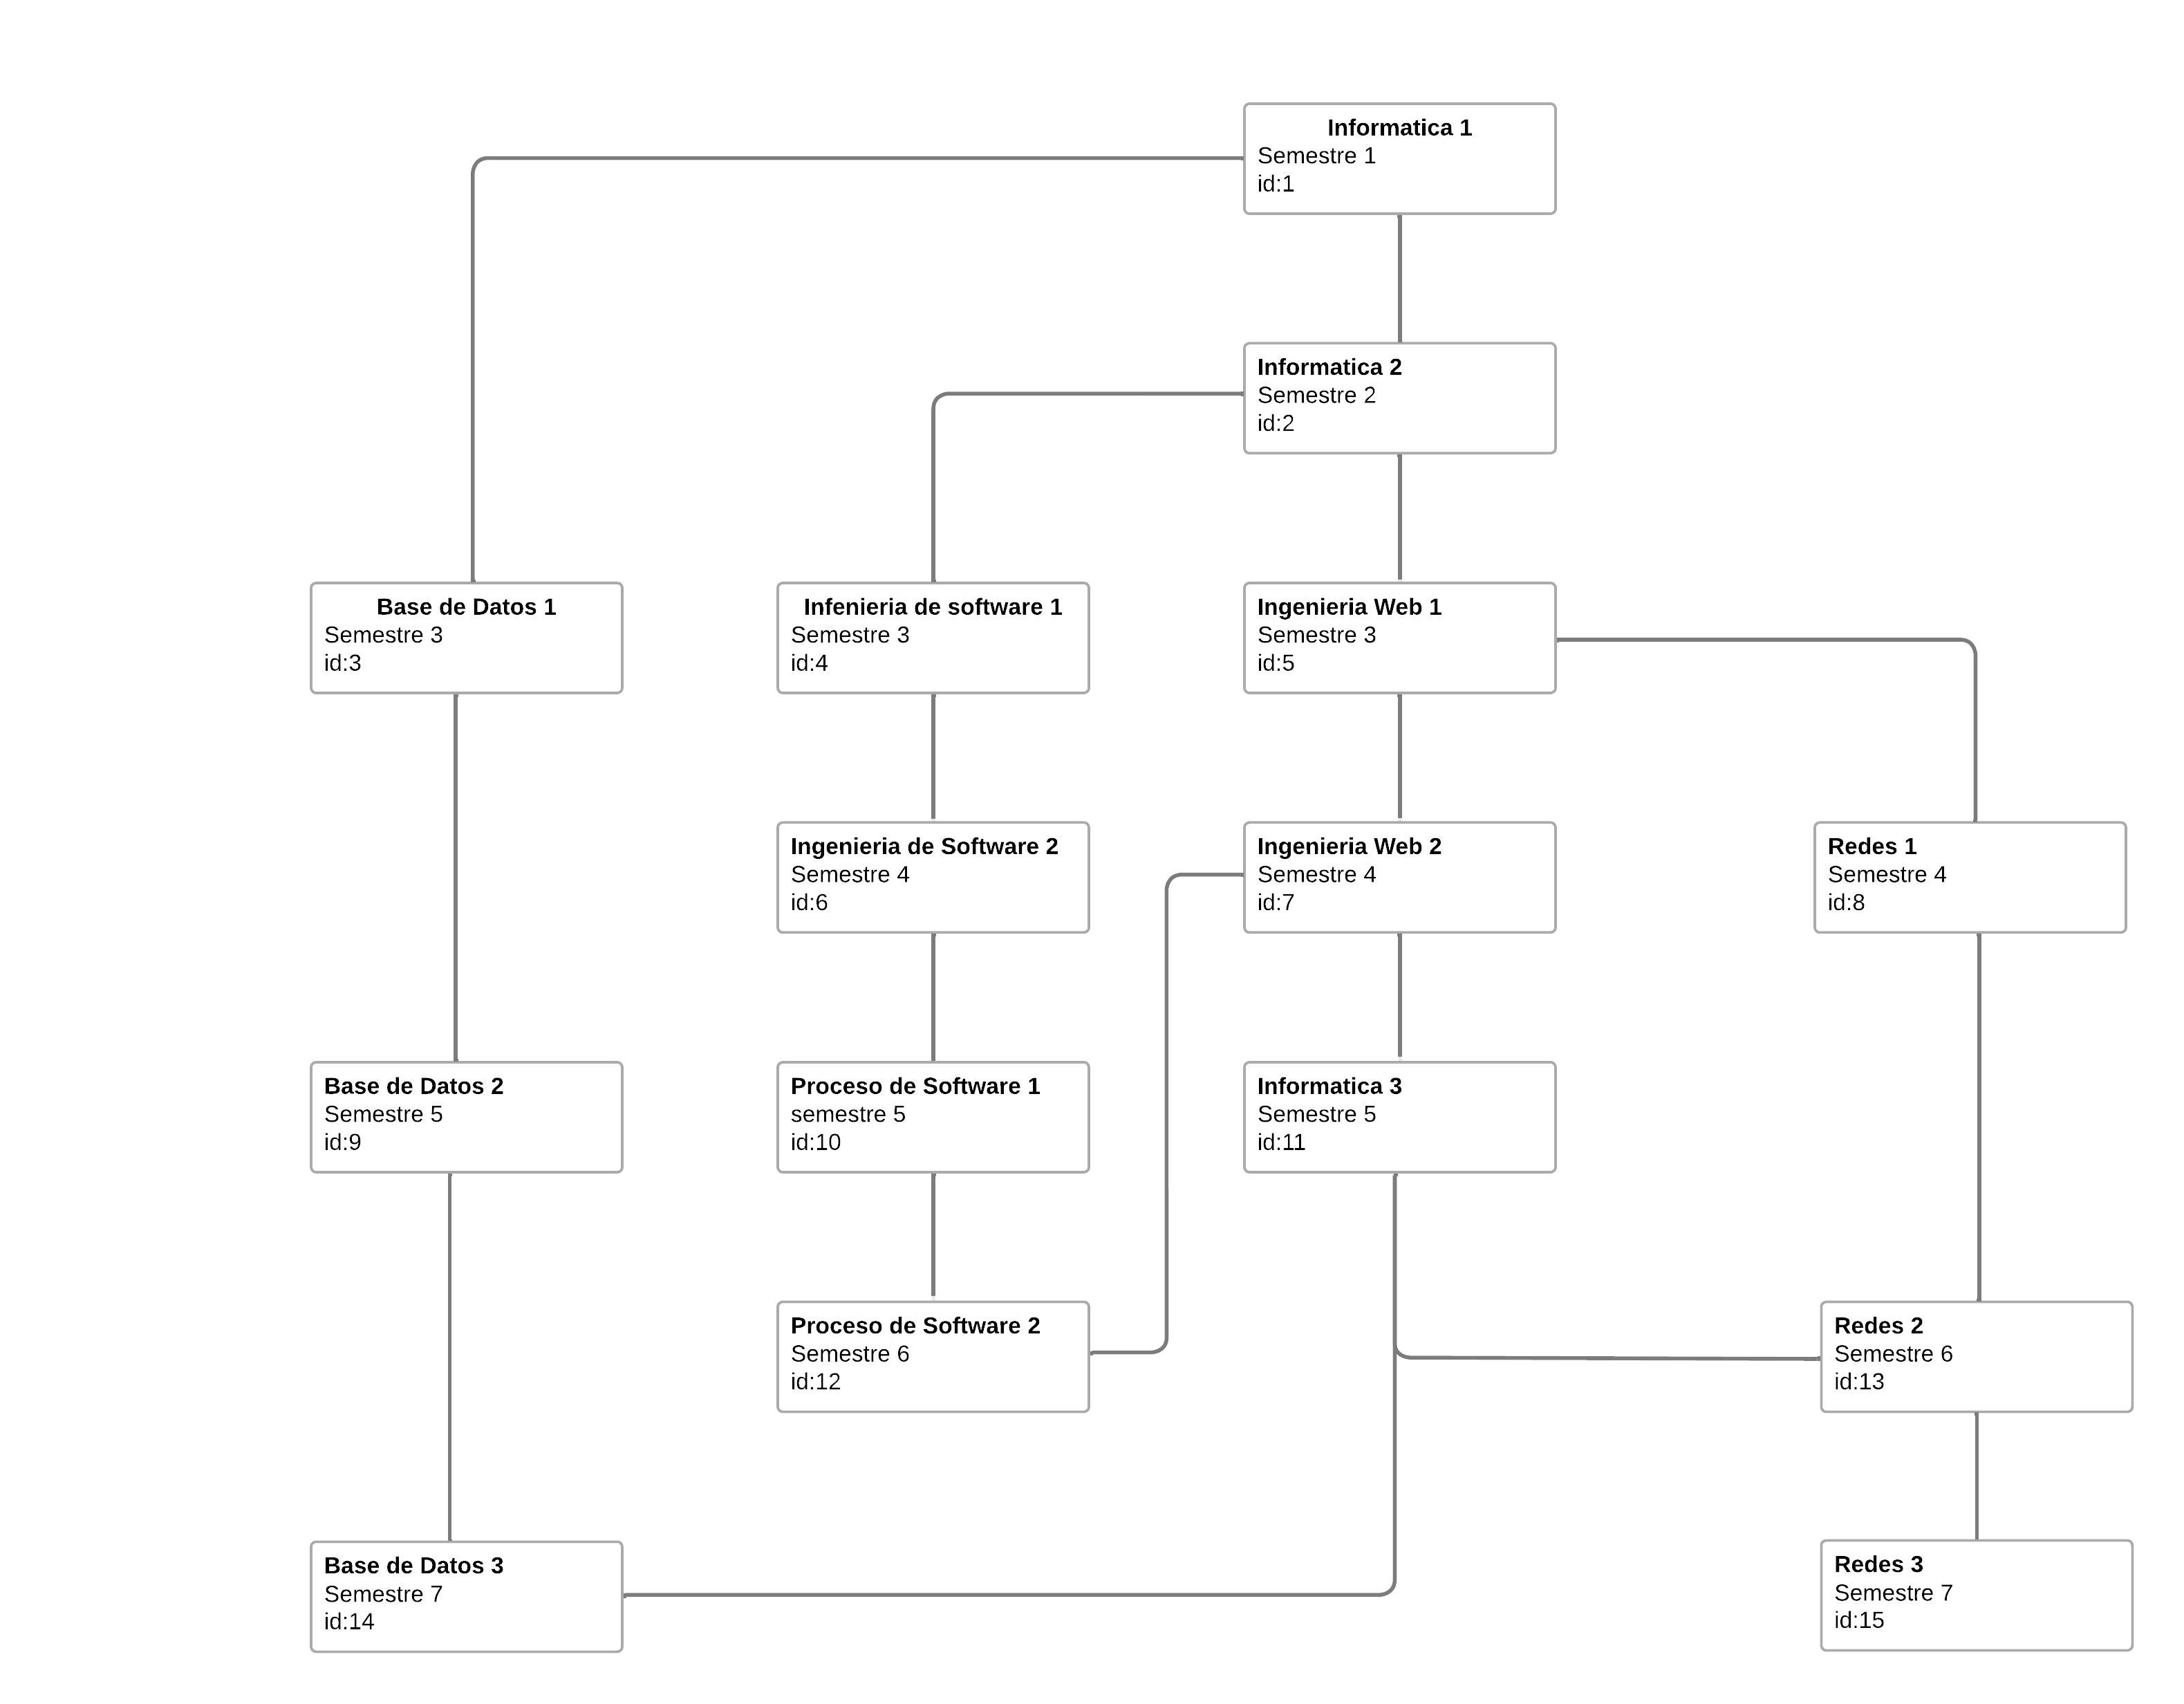 Informatica 1
Semestre 1
id:1
Informatica 2
Semestre 2
id:2
Base de Datos 1
Semestre 3
id:3
Infenieria de software 1
Semestre 3
id:4
Ingenieria Web 1
Semestre 3
id:5
Ingenieria de Software 2
Semestre 4
id:6
Ingenieria Web 2
Semestre 4
id:7
Redes 1
Semestre 4
id:8
Base de Datos 2
Semestre 5
id:9
Proceso de Software 1
semestre 5
id:10
Informatica 3
Semestre 5
id:11
Proceso de Software 2
Semestre 6
id:12
Redes 2
Semestre 6
id:13
Base de Datos 3
Semestre 7
id:14
Redes 3
Semestre 7
id:15